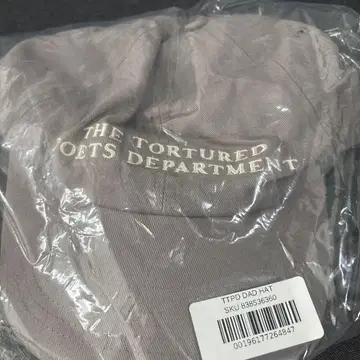 THE TORTURED
POETS DEPARTMENT
TTPD DAD HAT
SKU 838536360
00196177264847